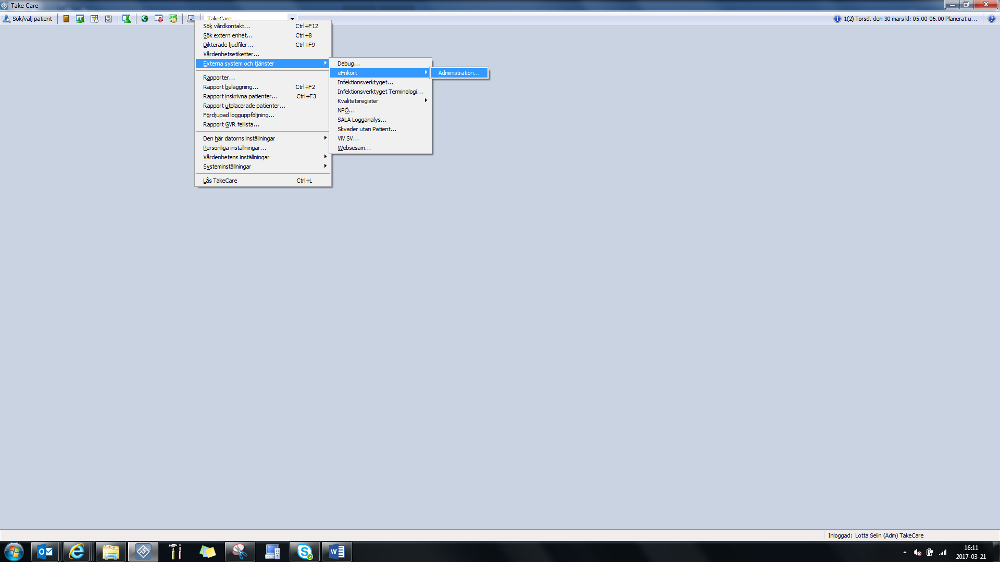 Take Care
Sök/välj patient
TakeCare
1(2) Torsd. den 30 mars kl: 05.00-06.00 Planerat u...
Sök vårdkontakt... Ctrl+F12
Sök extern enhet... Ctrl+8
Dikterade ljudfiler... Ctrl+F9
Vårdenhetsetiketter...
Externa system och tjänster
Rapporter...
Rapport beläggning... Ctrl+F2
Rapport inskrivna patienter... Ctrl+F3
Rapport utplacerade patienter...
Fördjupad logguppföljning...
Rapport GVR fellista...
Den här datorns inställningar
Personliga inställningar...
Vårdenhetens inställningar
Systeminställningar
Lås TakeCare Ctrl+L
Debug...
eFrikort
Infektionsverktyget...
Infektionsverktyget Terminologi...
Kvalitetsregister
NPÖ...
SALA Logganalys...
Skvader utan Patient...
ViV SV...
Websesam...
Administration...
Inloggad: Lotta Selin (Adm) TakeCare
16:11
2017-03-21